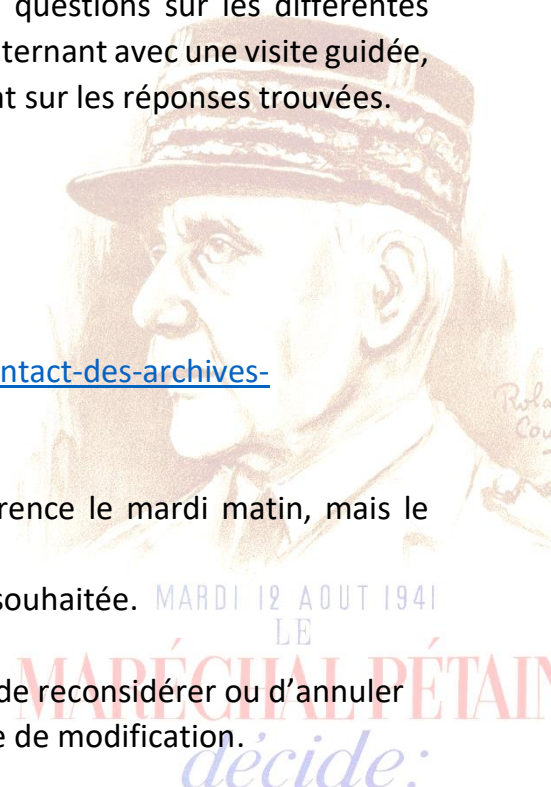 questions sur les différentes
ternant avec une visite guidée,
t sur les réponses trouvées.
ntact-des-archives-
rence le mardi matin, mais le
souhaitée.
MARDI 12 AOUT 1941
LE
MARÉCHAL PÉTAIN
de reconsidérer ou d’annuler
e de modification.
décide: